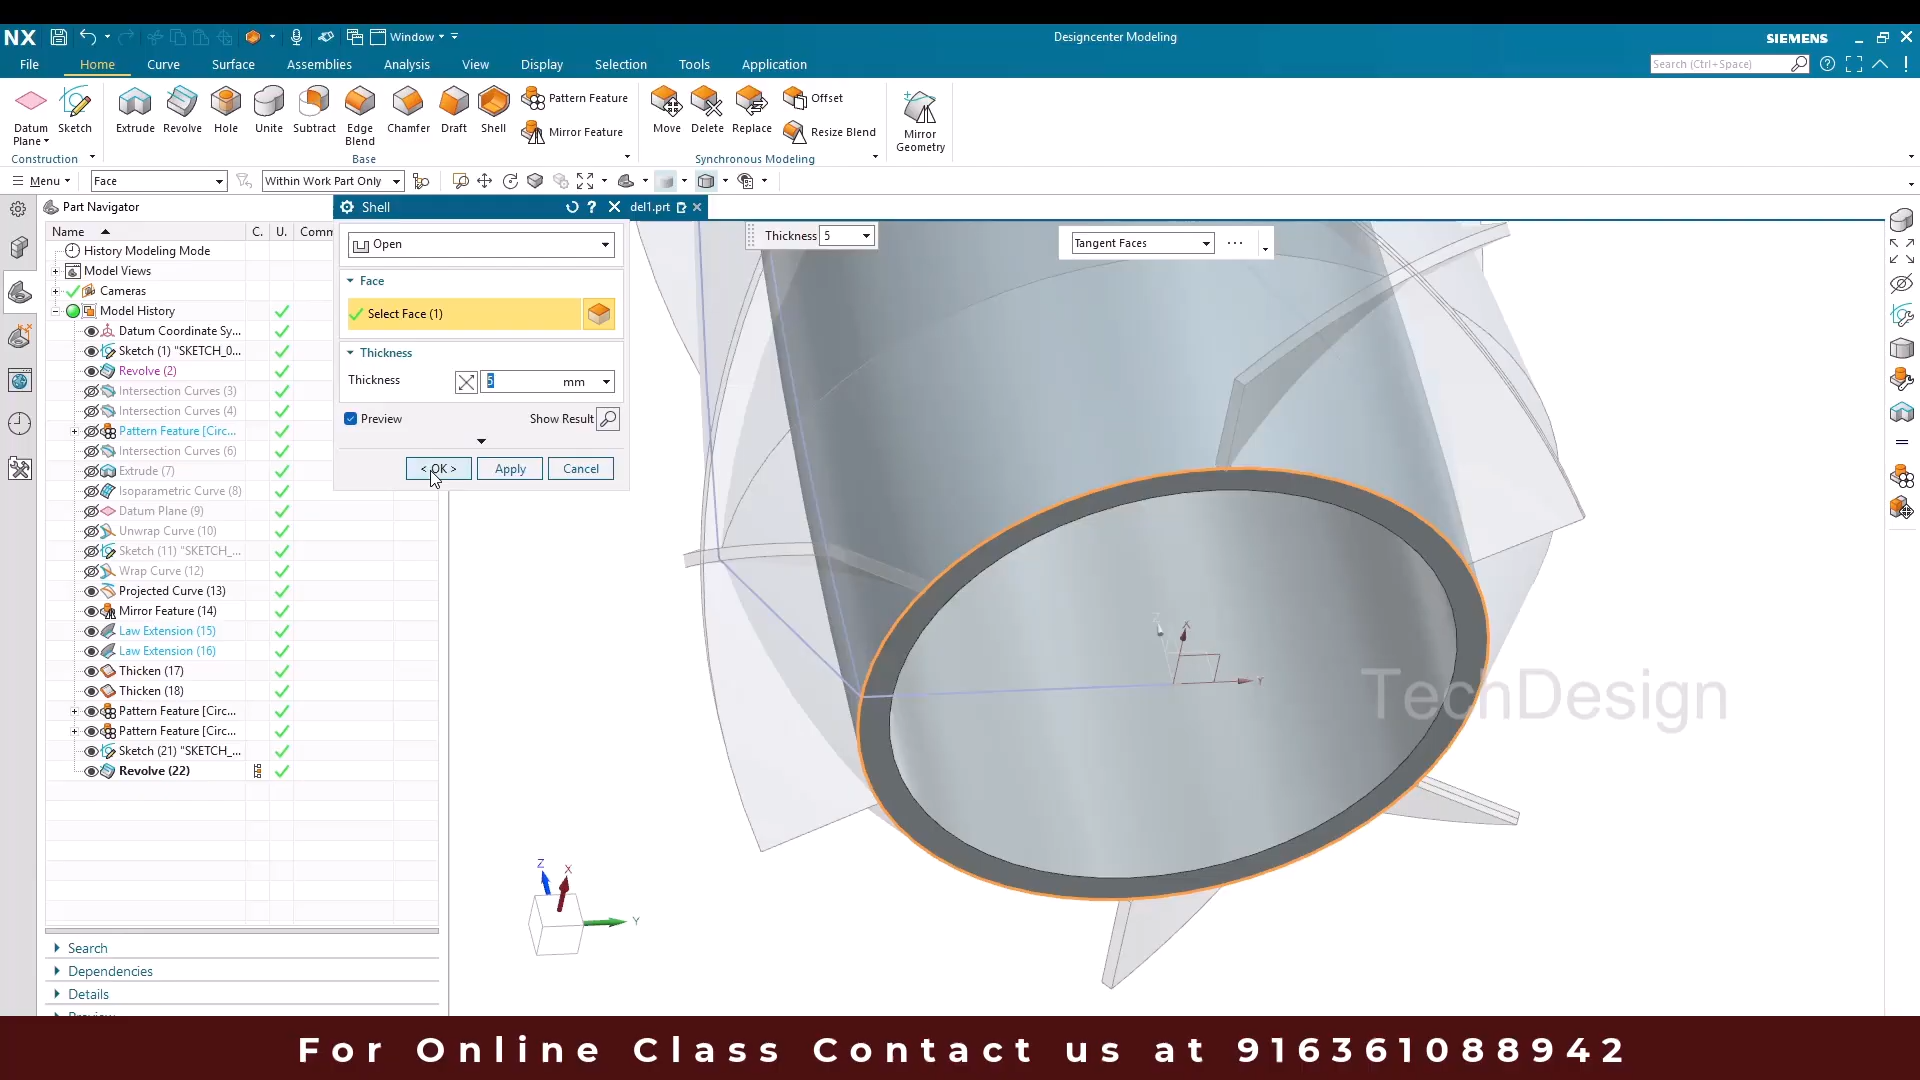 NX
Window
Designcenter Modeling
SIEMENS
File
Home
Curve
Surface
Assemblies
Analysis
View
Display
Selection
Tools
Application
Search (Ctrl+Space)
Datum Plane
Sketch
Extrude
Revolve
Hole
Unite
Subtract
Edge Blend
Chamfer
Draft
Shell
Pattern Feature
Mirror Feature
Move
Delete
Replace
Offset
Resize Blend
Mirror Geometry
Construction
Base
Synchronous Modeling
Menu
Face
Within Work Part Only
Part Navigator
Shell
del1.prt
Name
C.
U.
Comm
History Modeling Mode
Model Views
Cameras
Model History
Datum Coordinate Sy...
Sketch (1) "SKETCH_0...
Revolve (2)
Intersection Curves (3)
Intersection Curves (4)
Pattern Feature [Circ...
Intersection Curves (6)
Extrude (7)
Isoparametric Curve (8)
Datum Plane (9)
Unwrap Curve (10)
Sketch (11) "SKETCH_...
Wrap Curve (12)
Projected Curve (13)
Mirror Feature (14)
Law Extension (15)
Law Extension (16)
Thicken (17)
Thicken (18)
Pattern Feature [Circ...
Pattern Feature [Circ...
Sketch (21) "SKETCH_...
Revolve (22)
Search
Dependencies
Details
Open
Face
Select Face (1)
Thickness
Thickness
5
mm
Preview
Show Result
< OK >
Apply
Cancel
Thickness 5
Tangent Faces
Z
X
Y
Z
X
Y
TechDesign
For Online Class Contact us at 916361088942